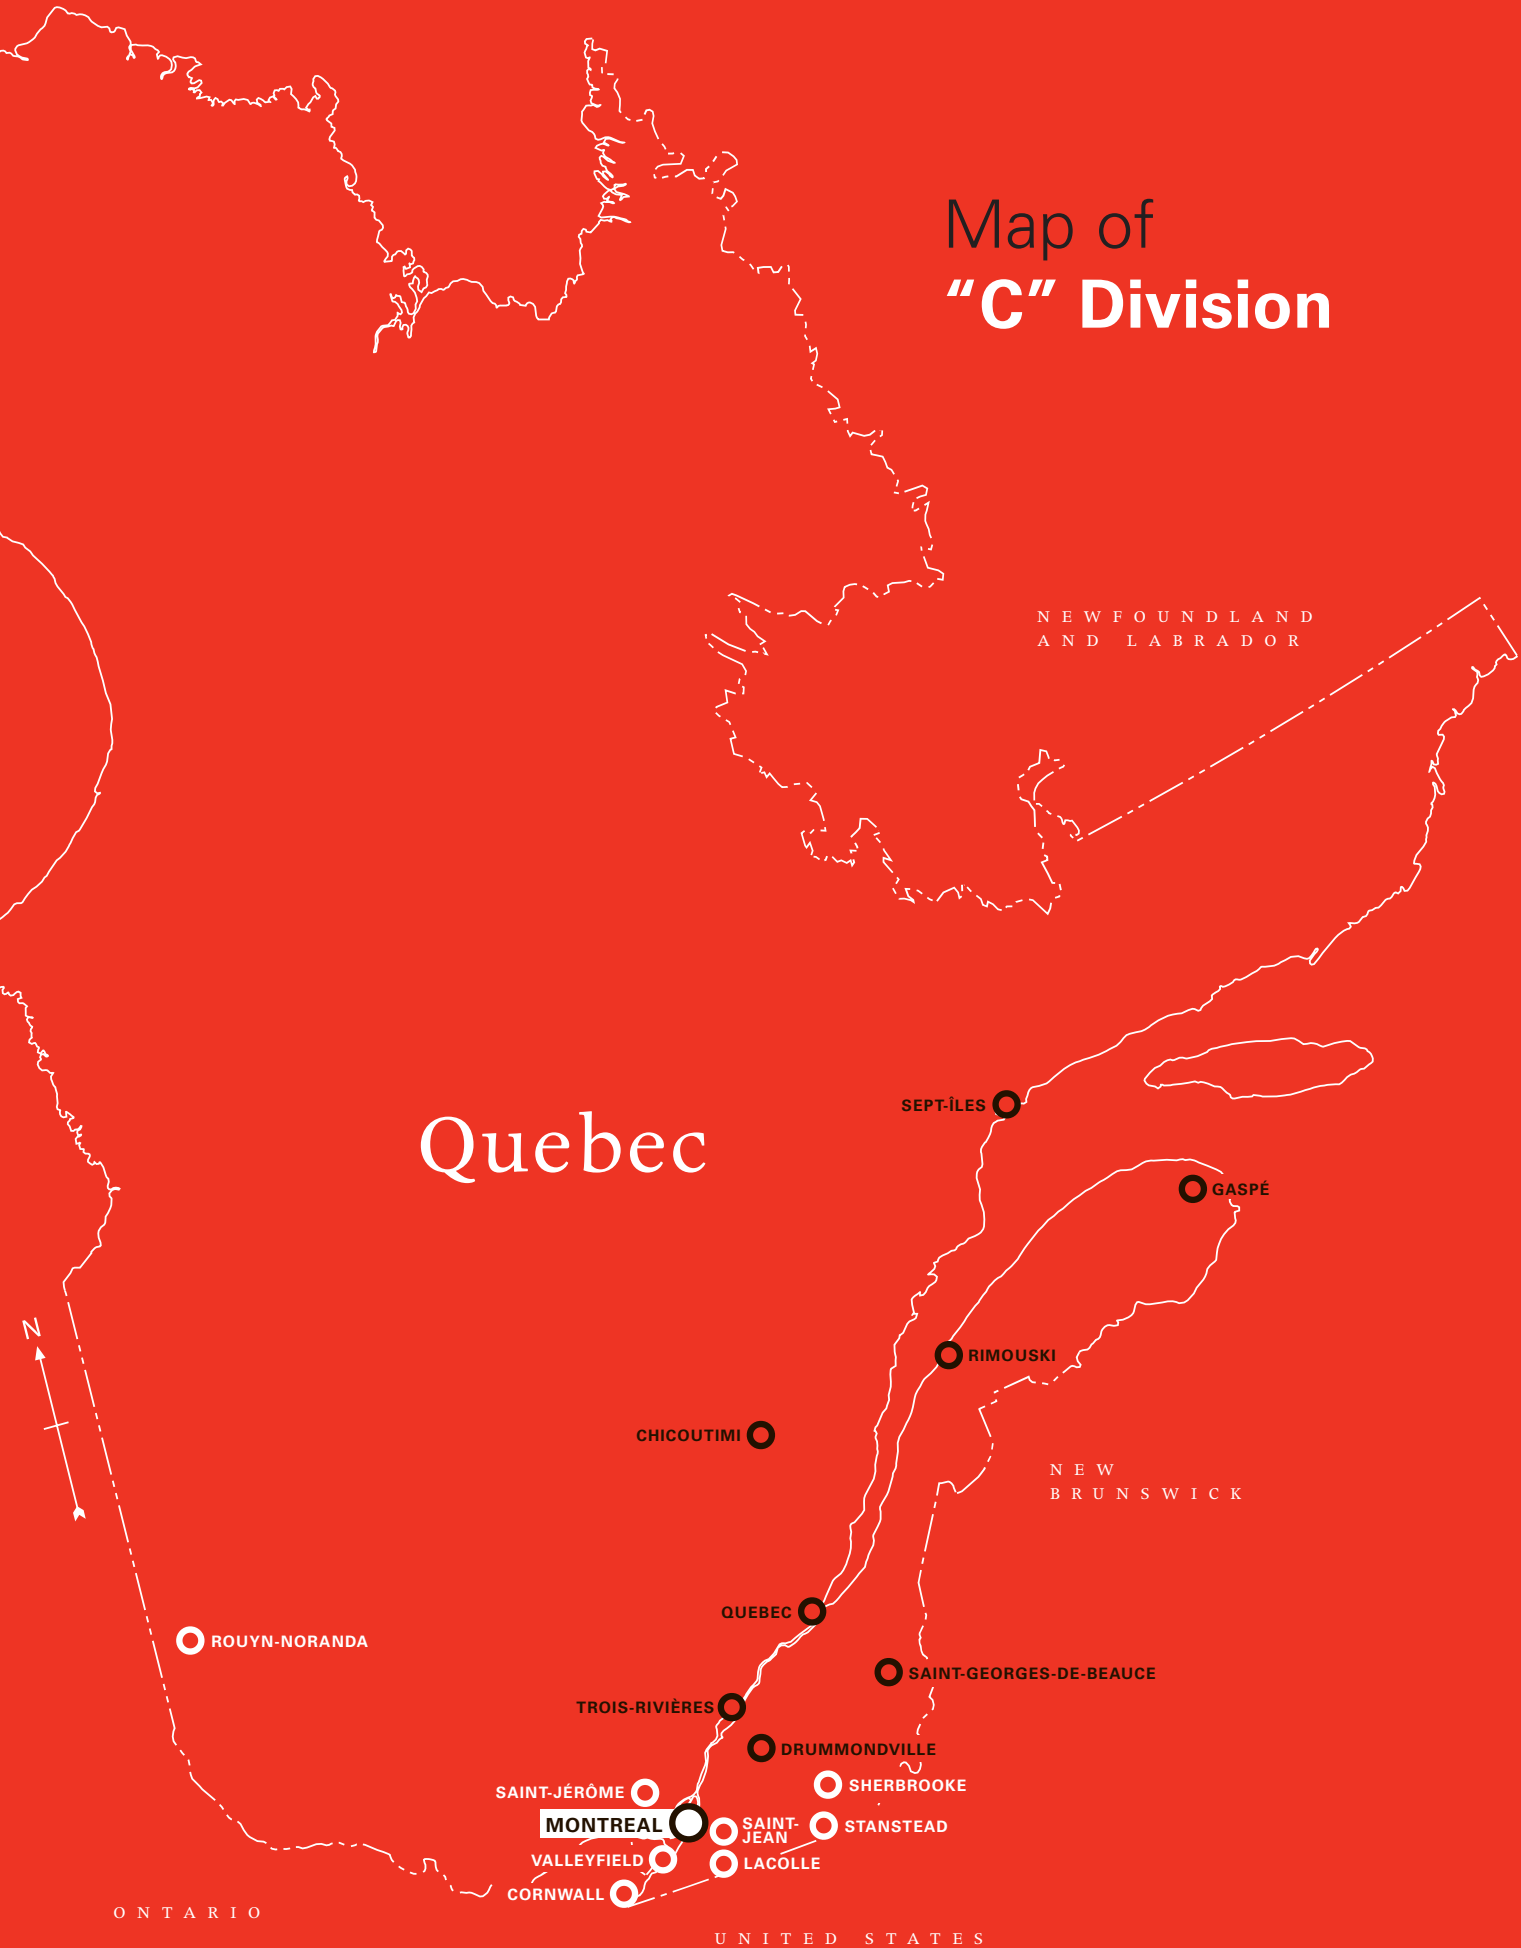 Map of
“C” Division
NEWFOUNDLAND
AND LABRADOR
SEPT-ÎLES
Quebec
GASPÉ
N
RIMOUSKI
CHICOUTIMI
NEW
BRUNSWICK
QUEBEC
ROUYN-NORANDA
SAINT-GEORGES-DE-BEAUCE
TROIS-RIVIÈRES
DRUMMONDVILLE
SAINT-JÉRÔME
SHERBROOKE
MONTREAL
SAINT-
JEAN
STANSTEAD
VALLEYFIELD
LACOLLE
CORNWALL
ONTARIO
UNITED STATES